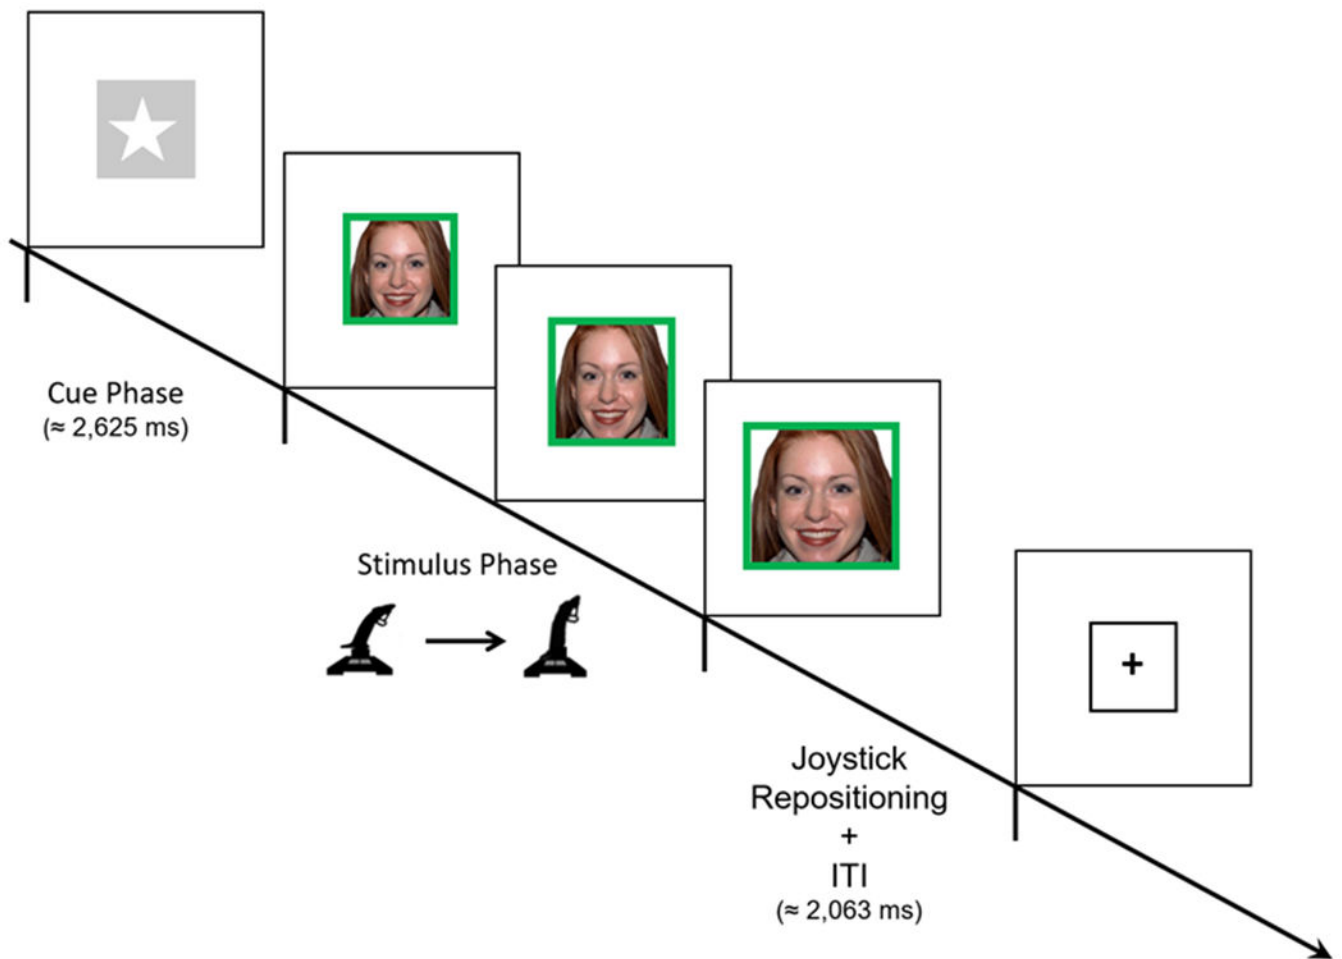 Cue Phase
(≈ 2,625 ms)
Stimulus Phase
Joystick
Repositioning
+
ITI
(≈ 2,063 ms)
+